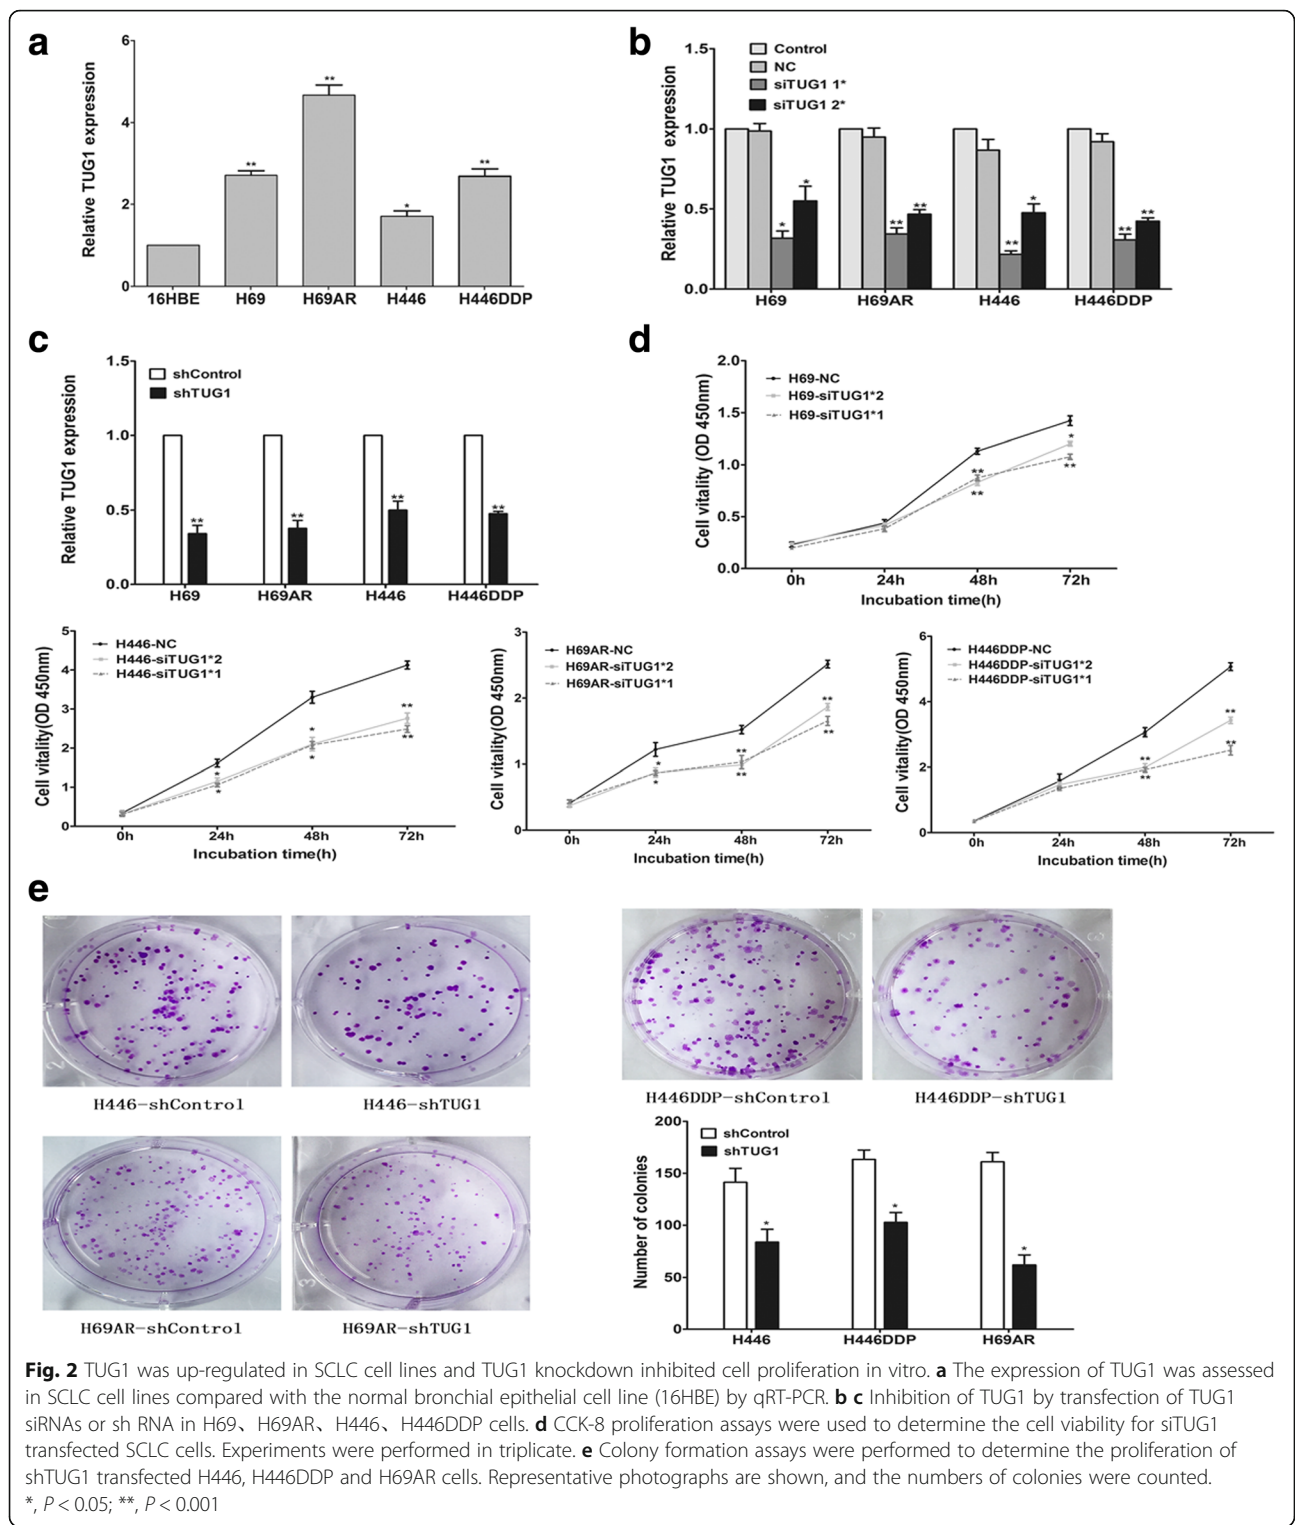 a
6
4
2
0
Relative TUG1 expression
**
**
*
**
16HBE H69 H69AR H446 H446DDP
b
1.5
1.0
0.5
0.0
Relative TUG1 expression
Control
NC
siTUG1 1*
siTUG1 2*
* *
** **
** *
** **
H69 H69AR H446 H446DDP
c
1.5
1.0
0.5
0.0
Relative TUG1 expression
shControl
shTUG1
** ** ** **
H69 H69AR H446 H446DDP
d
2.0
1.5
1.0
0.5
0.0
Cell vitality (OD 450nm)
H69-NC
H69-siTUG1*2
H69-siTUG1*1
**
**
*
**
0h 24h 48h 72h
Incubation time(h)
5
4
3
2
1
0
Cell vitality(OD 450nm)
H446-NC
H446-siTUG1*2
H446-siTUG1*1
*
*
*
*
**
**
0h 24h 48h 72h
Incubation time(h)
3
2
1
0
Cell vitality(OD 450nm)
H69AR-NC
H69AR-siTUG1*2
H69AR-siTUG1*1
*
*
**
**
**
**
0h 24h 48h 72h
Incubation time(h)
6
4
2
0
Cell vitality(OD 450nm)
H446DDP-NC
H446DDP-siTUG1*2
H446DDP-siTUG1*1
**
**
**
**
0h 24h 48h 72h
Incubation time(h)
e
H446-shControl
H446-shTUG1
H446DDP-shControl
H446DDP-shTUG1
H69AR-shControl
H69AR-shTUG1
200
150
100
50
0
Number of colonies
shControl
shTUG1
* * *
H446 H446DDP H69AR
Fig. 2 TUG1 was up-regulated in SCLC cell lines and TUG1 knockdown inhibited cell proliferation in vitro. a The expression of TUG1 was assessed
in SCLC cell lines compared with the normal bronchial epithelial cell line (16HBE) by qRT-PCR. b c Inhibition of TUG1 by transfection of TUG1
siRNAs or sh RNA in H69、H69AR、H446、H446DDP cells. d CCK-8 proliferation assays were used to determine the cell viability for siTUG1
transfected SCLC cells. Experiments were performed in triplicate. e Colony formation assays were performed to determine the proliferation of
shTUG1 transfected H446, H446DDP and H69AR cells. Representative photographs are shown, and the numbers of colonies were counted.
*, P < 0.05; **, P < 0.001